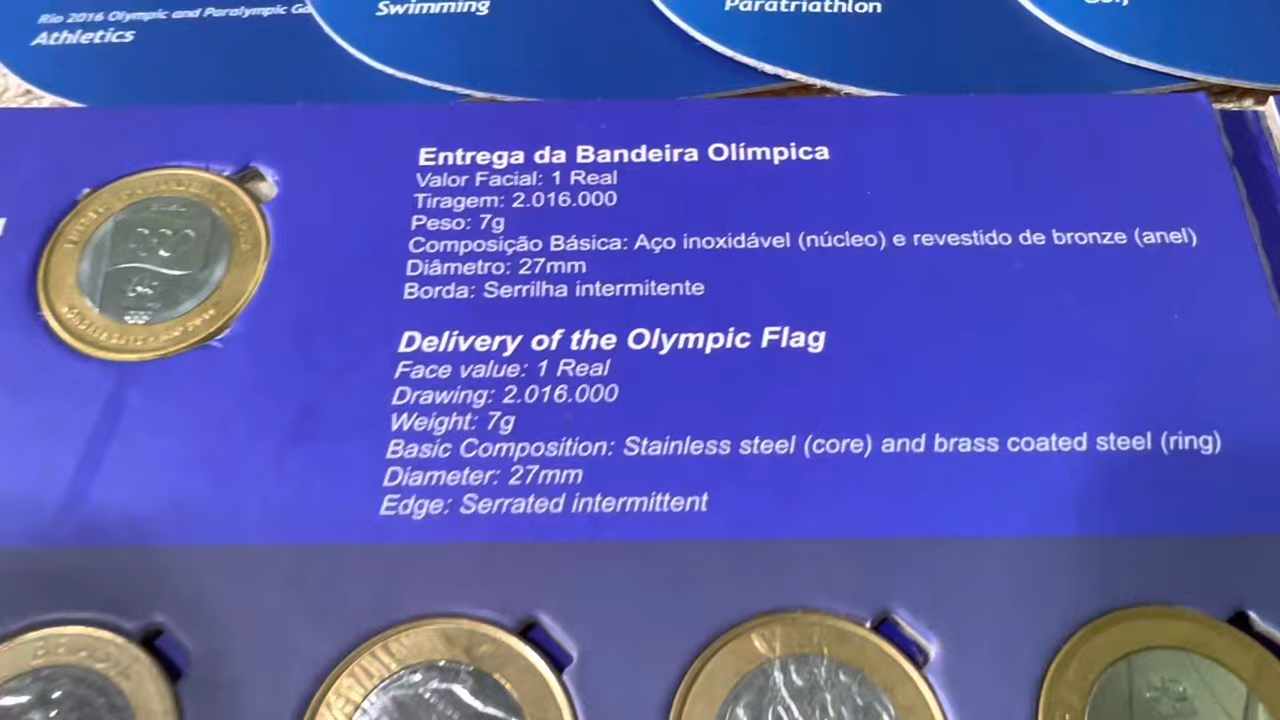 Rio 2016 Olympic and Paralympic
Athletics
Swimming
Paratriathlon
Entrega da Bandeira Olímpica
Valor Facial: 1 Real
Tiragem: 2.016.000
Peso: 7g
Composição Básica: Aço inoxidável (núcleo) e revestido de bronze (anel)
Diâmetro: 27mm
Borda: Serrilha intermitente
Delivery of the Olympic Flag
Face value: 1 Real
Drawing: 2.016.000
Weight: 7g
Basic Composition: Stainless steel (core) and brass coated steel (ring)
Diameter: 27mm
Edge: Serrated intermittent